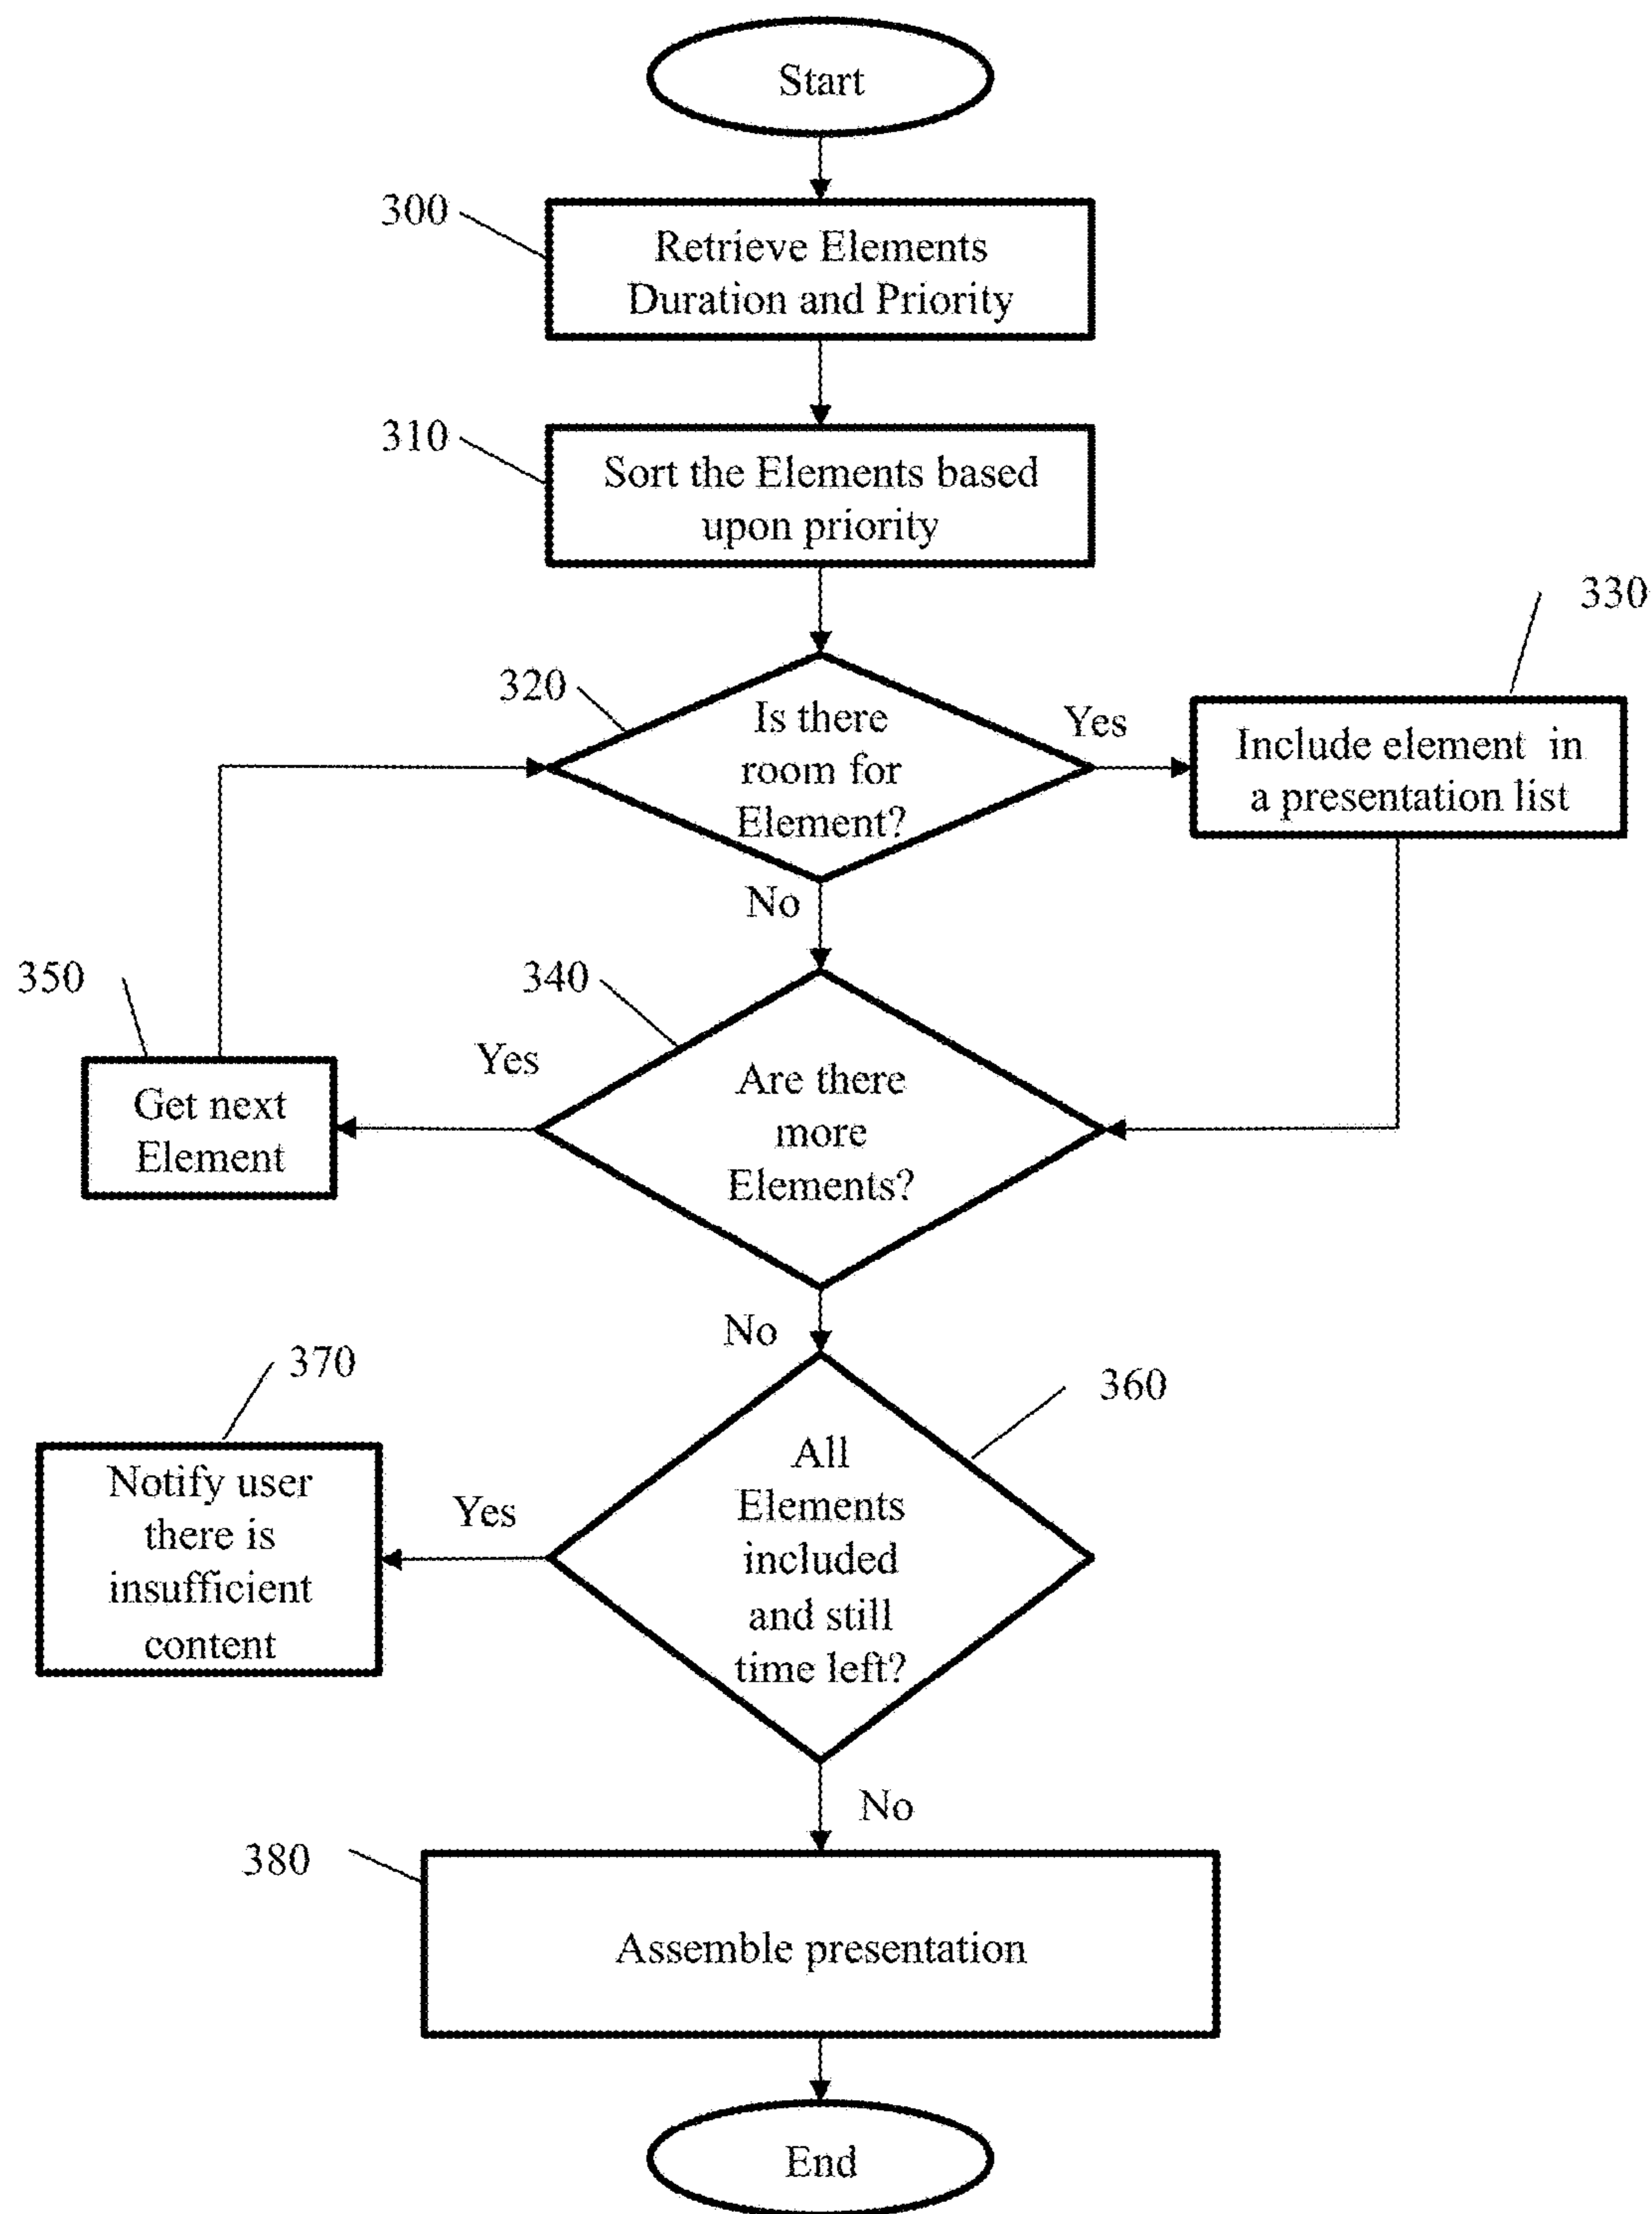 Start
300
Retrieve Elements
Duration and Priority
310
Sort the Elements based
upon priority
330
320
Is there
room for
Element?
Yes
Include element in
a presentation list
No
350
340
Yes
Get next
Element
Are there
more
Elements?
No
370
360
Notify user
there is
insufficient
content
Yes
All
Elements
included
and still
time left?
No
380
Assemble presentation
End